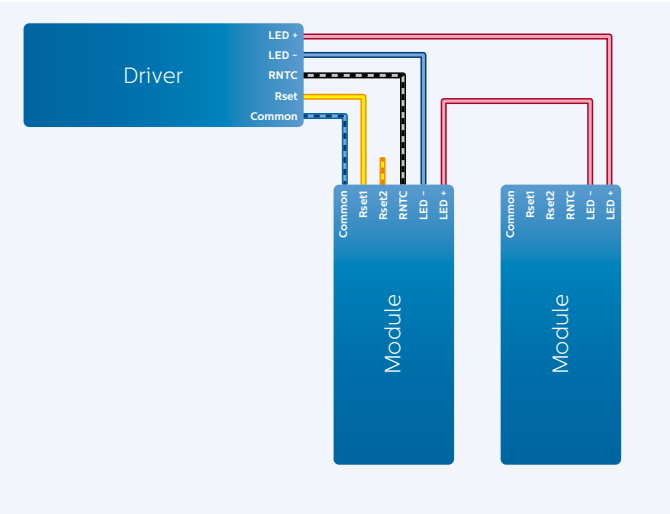 Driver
LED +
LED −
RNTC
Rset
Common
Common
Rset1
Rset2
RNTC
LED −
LED +
Module
Common
Rset1
Rset2
RNTC
LED −
LED +
Module